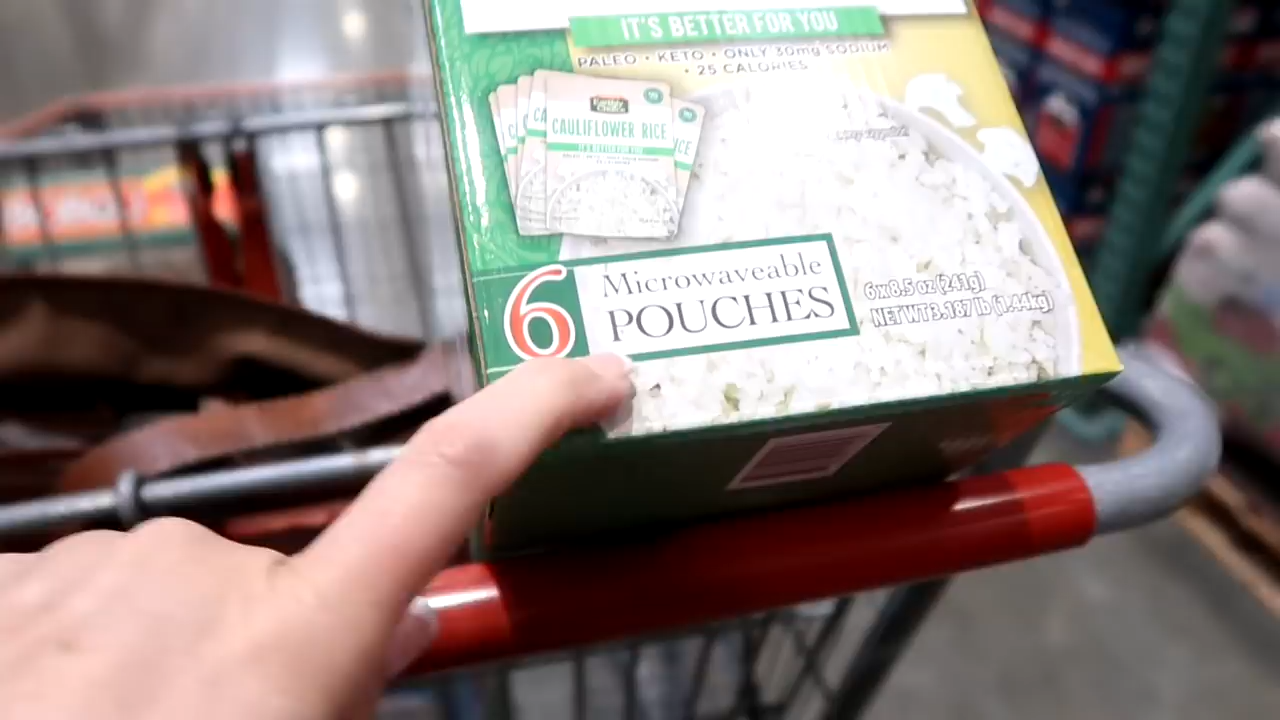 IT'S BETTER FOR YOU
PALEO • KETO • ONLY 30mg SODIUM
• 25 CALORIES
CAULIFLOWER RICE
IT'S BETTER FOR YOU
6
Microwaveable
POUCHES
6 x 8.5 oz (241g)
NET WT 3.187 lb (1.44kg)